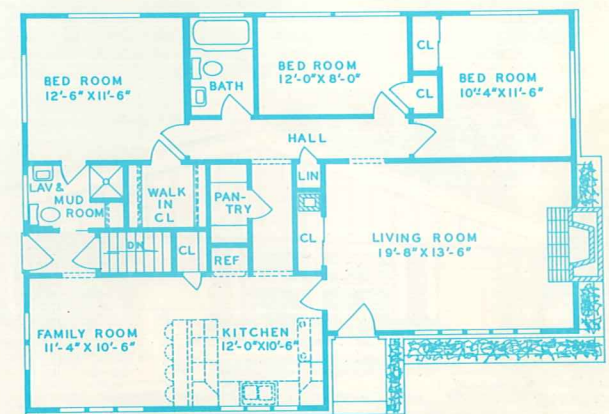 BED ROOM
12'-6" X 11'-6"
BATH
BED ROOM
12'-0" X 8'-0"
CL
CL
BED ROOM
10'-4" X 11'-6"
HALL
LAV &
MUD
ROOM
WALK
IN
CL
PAN-
TRY
LIN
CL
LIVING ROOM
19'-8" X 13'-6"
DN
CL
REF
FAMILY ROOM
11'-4" X 10'-6"
KITCHEN
12'-0" X 10'-6"